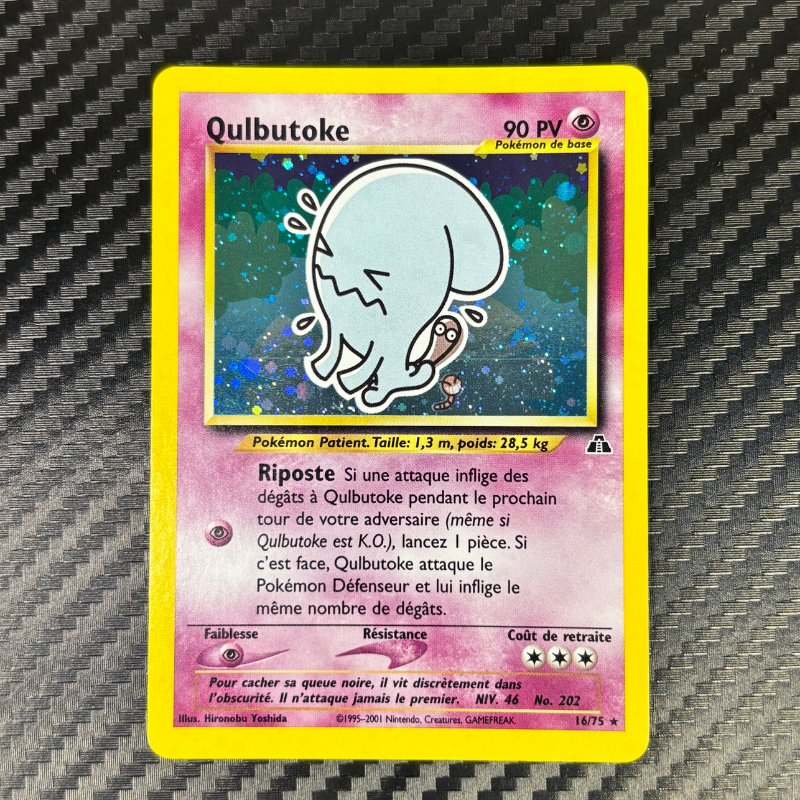 Qulbutoke
90 PV
Pokémon de base
Pokémon Patient. Taille: 1,3 m, poids: 28,5 kg
Riposte Si une attaque inflige des
dégâts à Qulbutoke pendant le prochain
tour de votre adversaire (même si
Qulbutoke est K.O.), lancez 1 pièce. Si
c'est face, Qulbutoke attaque le
Pokémon Défenseur et lui inflige le
même nombre de dégâts.
Faiblesse
Résistance
Coût de retraite
Pour cacher sa queue noire, il vit discrètement dans
l'obscurité. Il n'attaque jamais le premier. NIV. 46 No. 202
Illus. Hironobu Yoshida
©1995-2001 Nintendo, Creatures, GAMEFREAK.
16/75 ★